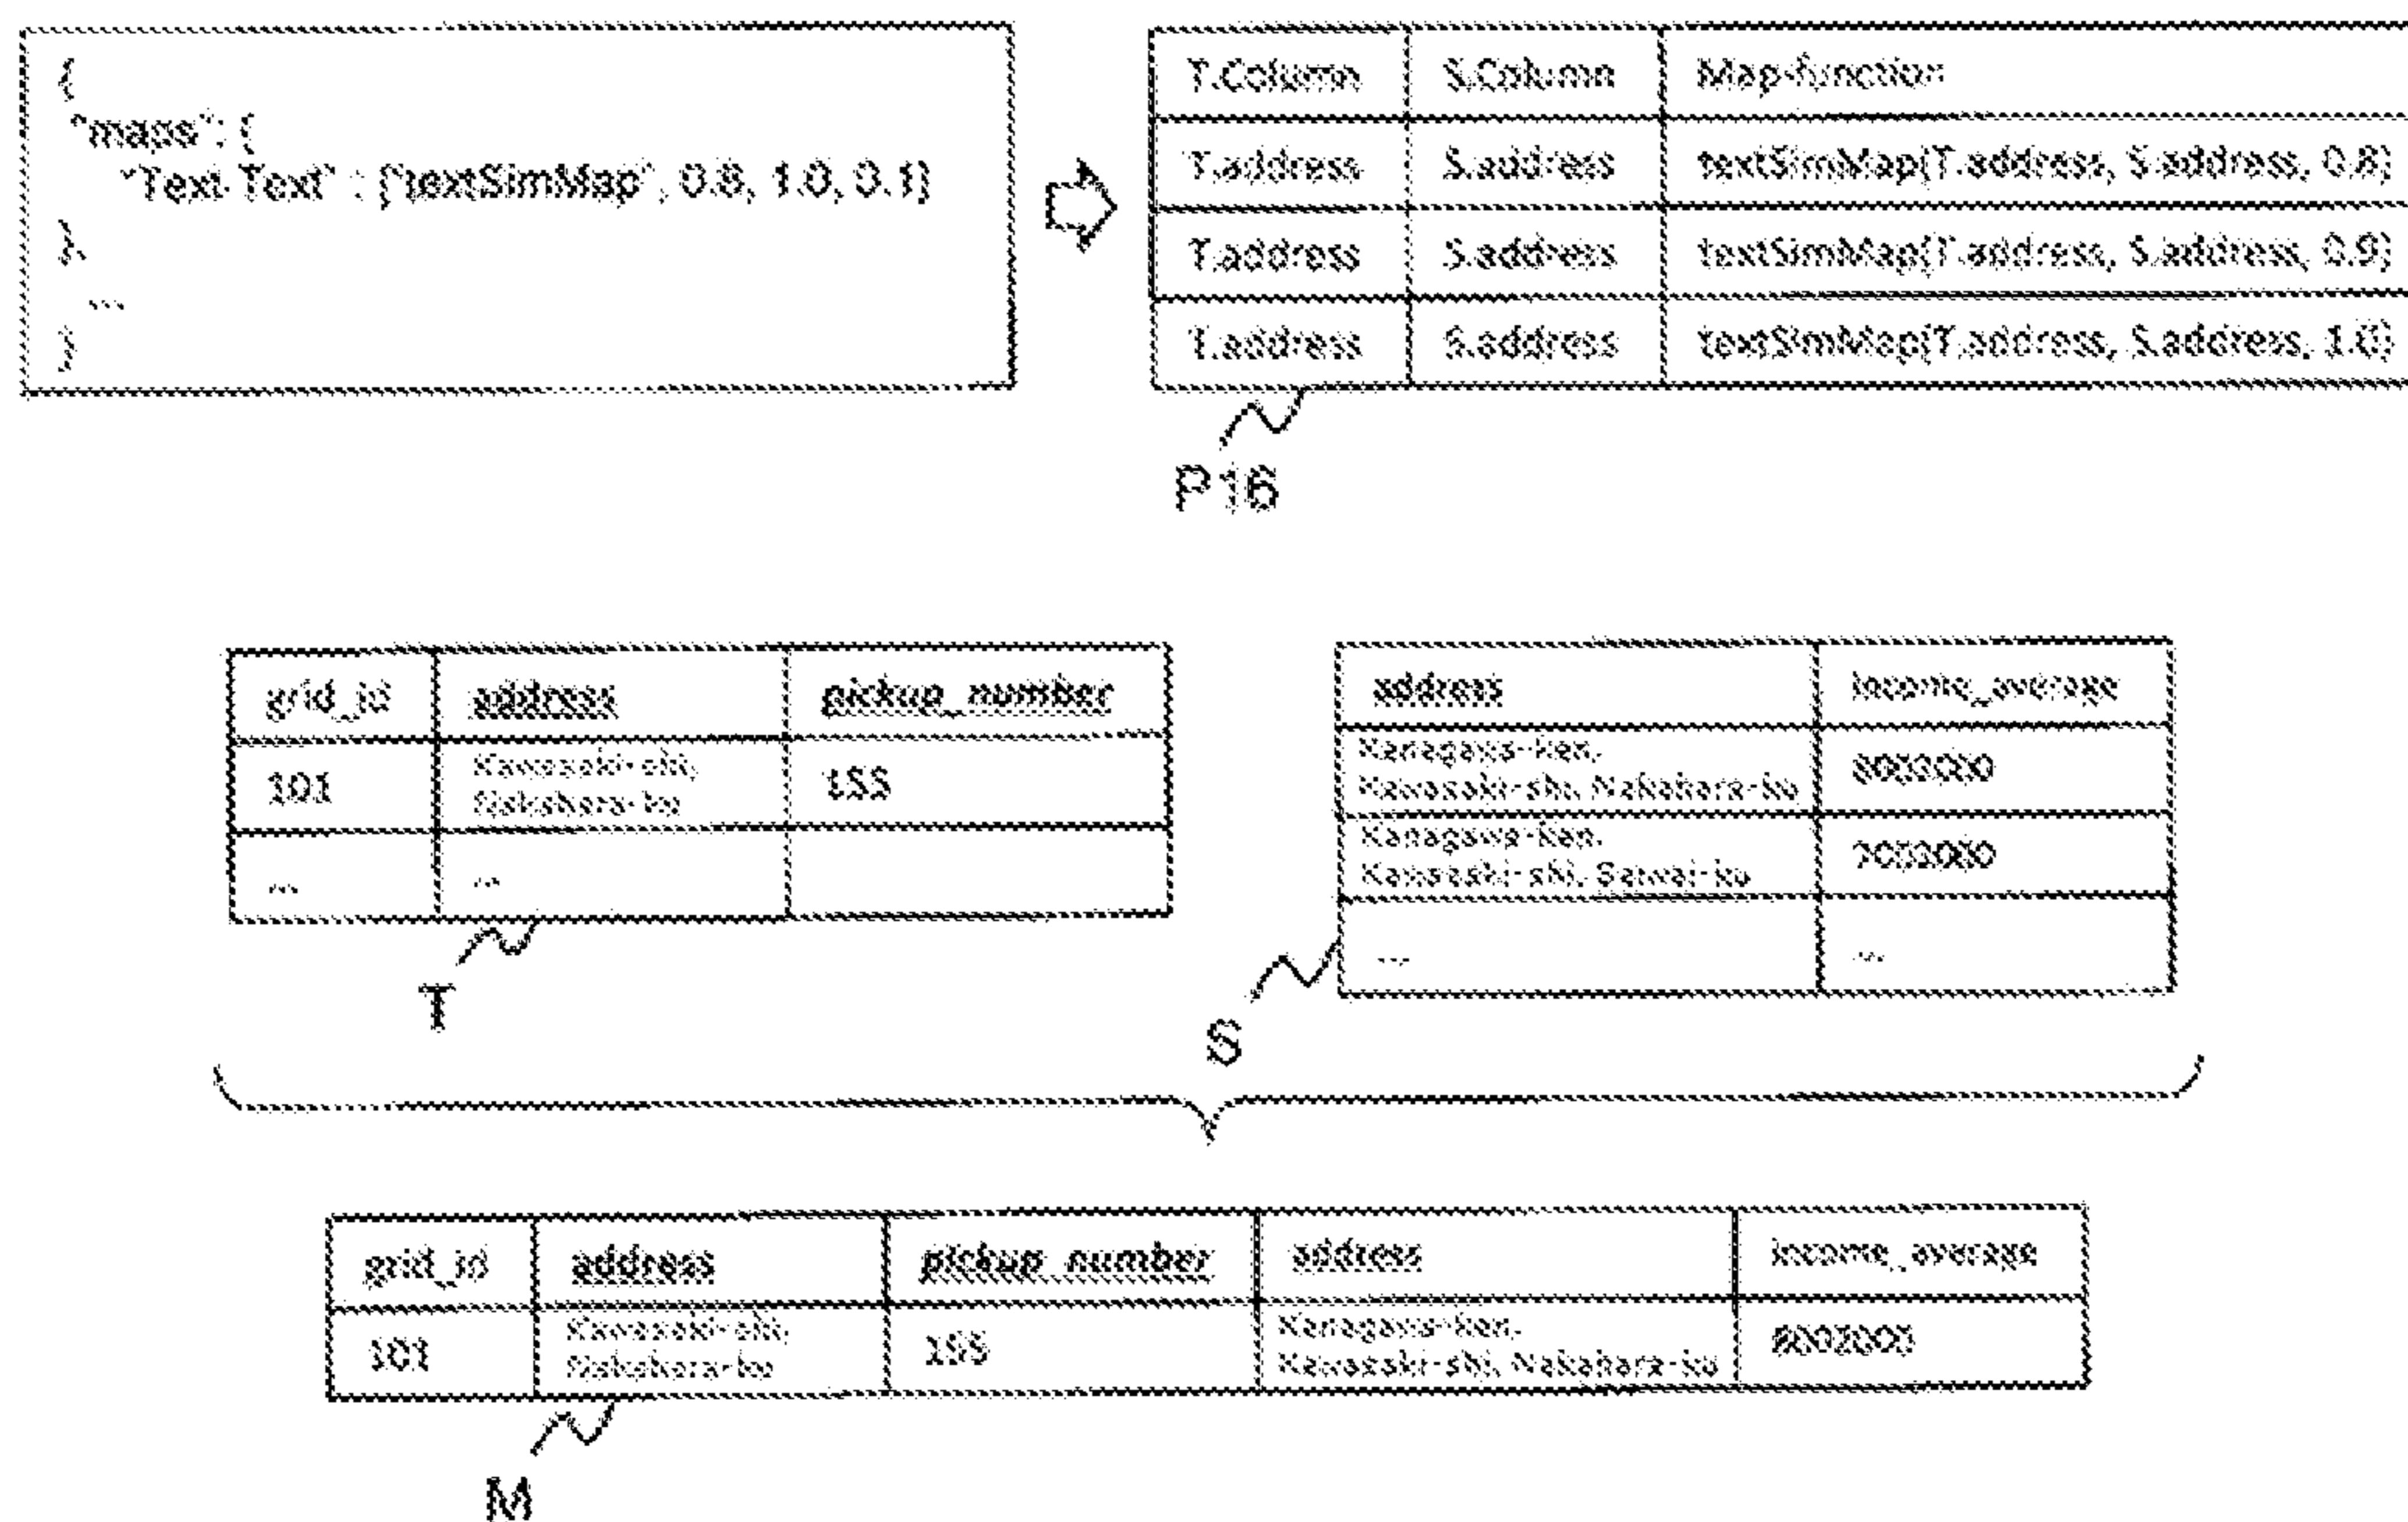 {
"maps": {
"Text-Text" : ["textSimMap", 0.8, 1.0, 0.1]
},
...
}
T.Column S.Column Map-function
T.address S.address textSimMap(T.address, S.address, 0.8)
T.address S.address textSimMap(T.address, S.address, 0.9)
T.address S.address textSimMap(T.address, S.address, 1.0)
P16
grid_id address pickup_number
101 Kawasaki-shi, Nakahara-ku 155
... ...
T
address income_average
Kanagawa-ken,
Kawasaki-shi, Nakahara-ku
Kanagawa-ken,
Kawasaki-shi, Saiwai-ku
... ...
S
grid_id address pickup_number address income_average
101 Kawasaki-shi, Nakahara-ku 155 Kanagawa-ken, Kawasaki-shi, Nakahara-ku
M